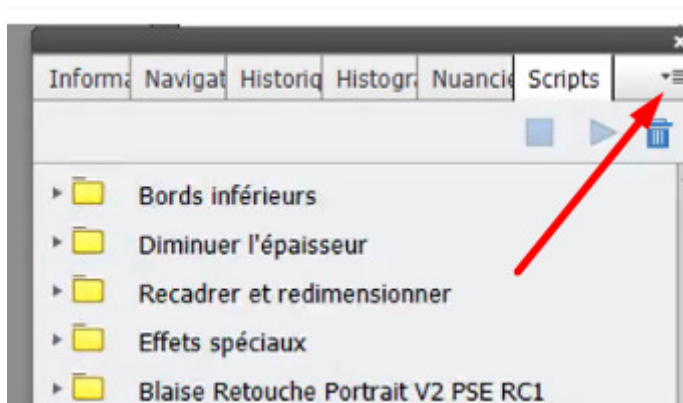 Informa Navigat Historiq Histogr Nuancie Scripts
Bords inférieurs
Diminuer l'épaisseur
Recadrer et redimensionner
Effets spéciaux
Blaise Retouche Portrait V2 PSE RC1